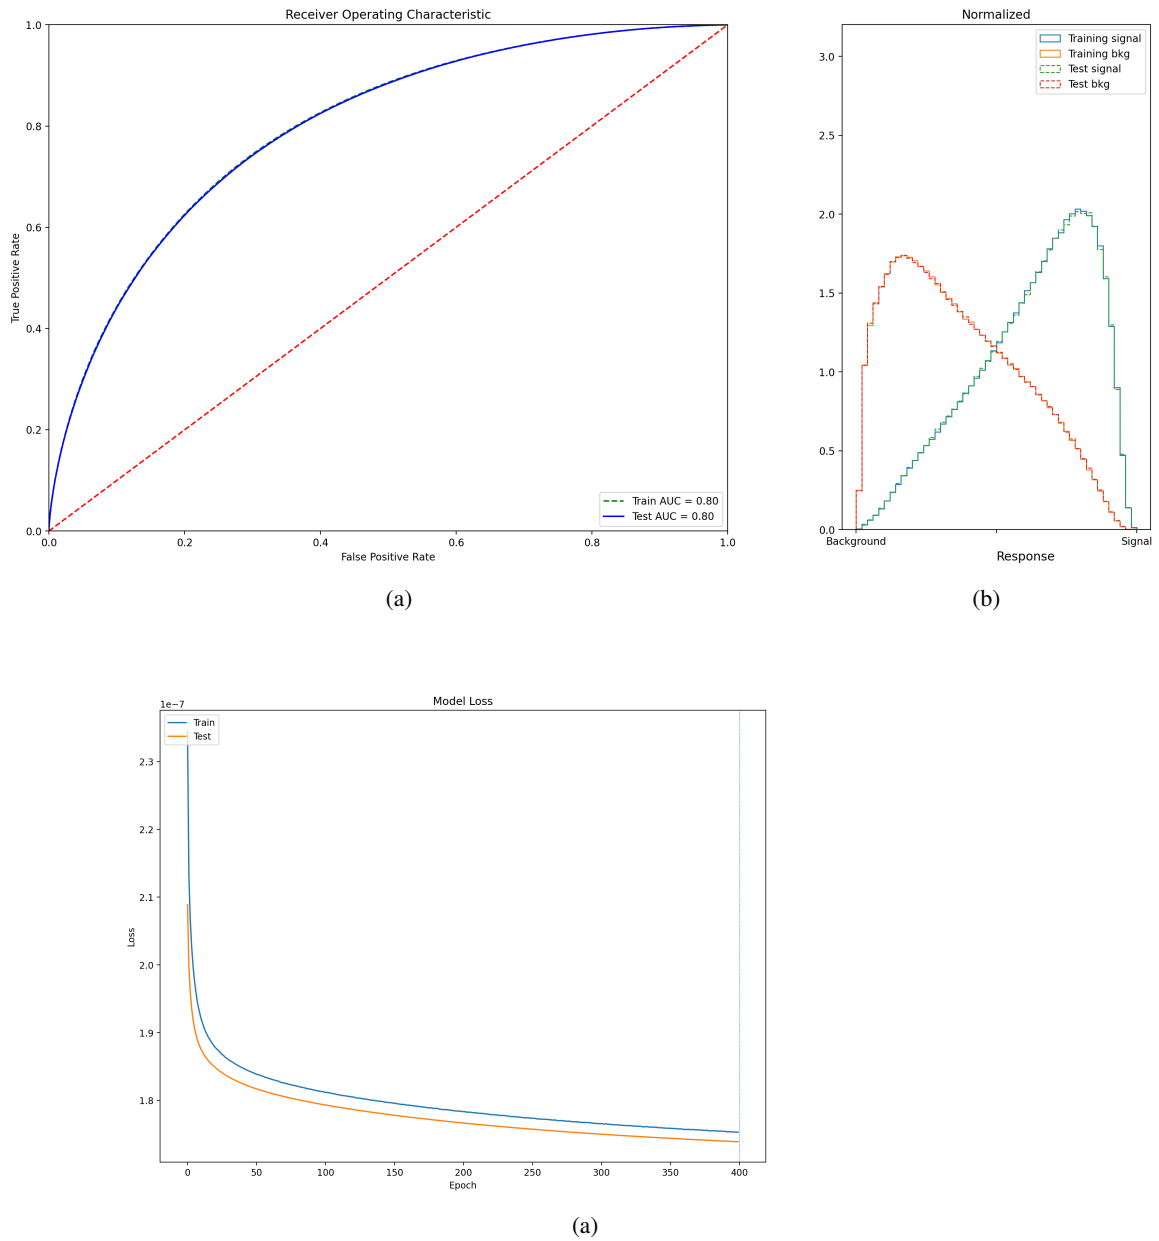 Receiver Operating Characteristic
1.0
0.8
0.6
0.4
0.2
0.0
True Positive Rate
Train AUC = 0.80
Test AUC = 0.80
0.0 0.2 0.4 0.6 0.8 1.0
False Positive Rate
(a)
Normalized
Training signal
Training bkg
Test signal
Test bkg
3.0
2.5
2.0
1.5
1.0
0.5
0.0
Background Signal
Response
(b)
Model Loss
1e−7
Train
Test
2.3
2.2
2.1
2.0
1.9
1.8
Loss
0 50 100 150 200 250 300 350 400
Epoch
(a)